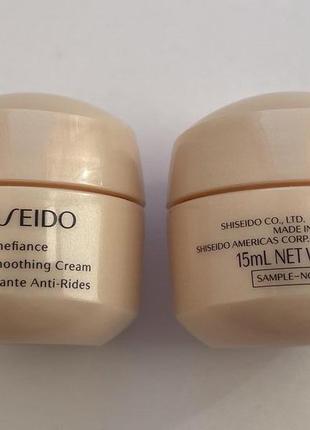 SEIDO
nefiance
moothing Cream
ante Anti-Rides
SHISEIDO CO., LTD.
MADE IN
SHISEIDO AMERICAS CORP.
15mL NET W
SAMPLE-NO